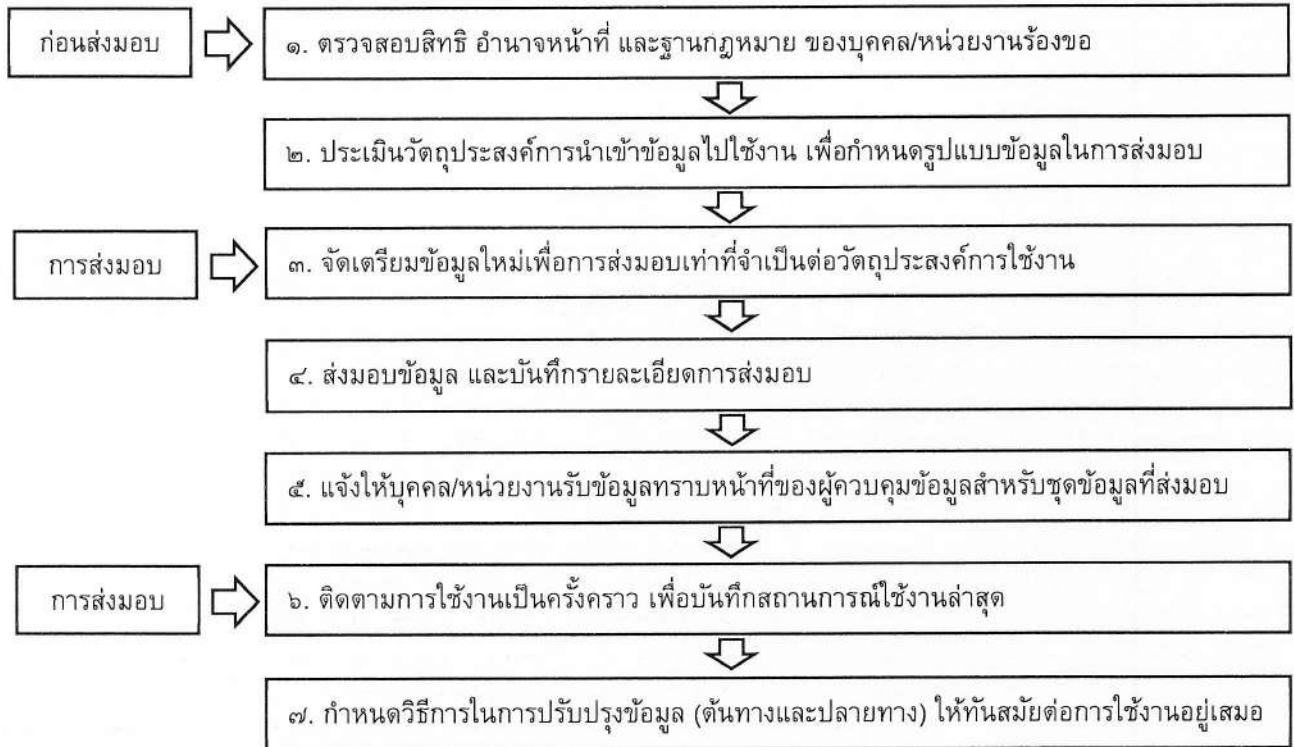 ก่อนส่งมอบ
๑. ตรวจสอบสิทธิ อำนาจหน้าที่ และฐานกฎหมาย ของบุคคล/หน่วยงานร้องขอ
๒. ประเมินวัตถุประสงค์การนำเข้าข้อมูลไปใช้งาน เพื่อกำหนดรูปแบบข้อมูลในการส่งมอบ
การส่งมอบ
๓. จัดเตรียมข้อมูลใหม่เพื่อการส่งมอบเท่าที่จำเป็นต่อวัตถุประสงค์การใช้งาน
๔. ส่งมอบข้อมูล และบันทึกรายละเอียดการส่งมอบ
๕. แจ้งให้บุคคล/หน่วยงานรับข้อมูลทราบหน้าที่ของผู้ควบคุมข้อมูลสำหรับชุดข้อมูลที่ส่งมอบ
การส่งมอบ
๖. ติดตามการใช้งานเป็นครั้งคราว เพื่อบันทึกสถานการณ์ใช้งานล่าสุด
๗. กำหนดวิธีการในการปรับปรุงข้อมูล (ต้นทางและปลายทาง) ให้ทันสมัยต่อการใช้งานอยู่เสมอ